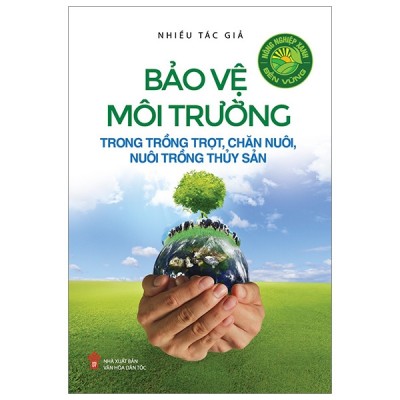 NHIỀU TÁC GIẢ
NÔNG NGHIỆP XANH
BỀN VỮNG
BẢO VỆ
MÔI TRƯỜNG
TRONG TRỒNG TRỌT, CHĂN NUÔI,
NUÔI TRỒNG THỦY SẢN
NHÀ XUẤT BẢN
VĂN HÓA DÂN TỘC